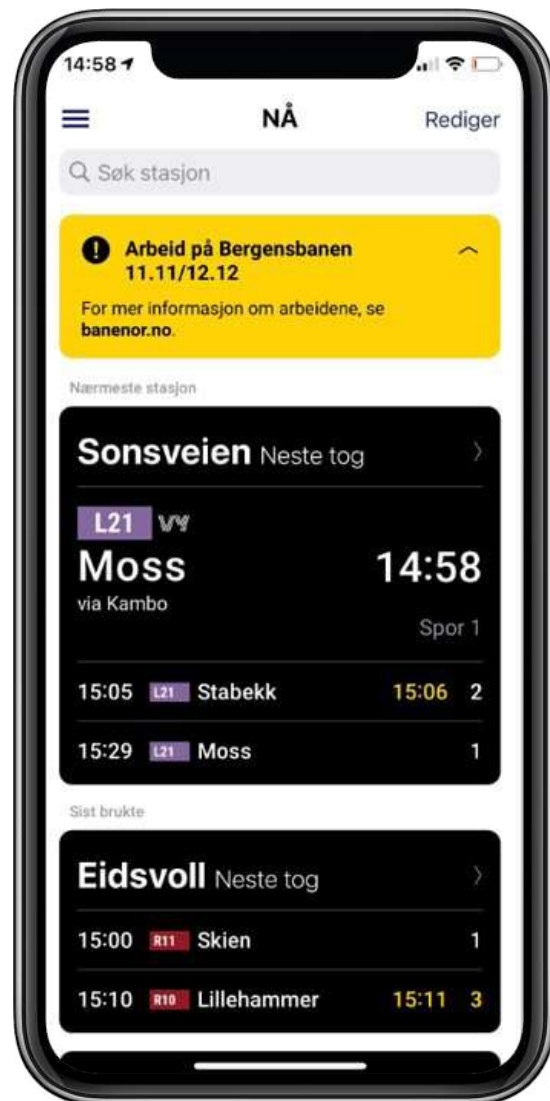 14:58
NÅ
Rediger
Søk stasjon
Arbeid på Bergensbanen
11.11/12.12
For mer informasjon om arbeidene, se
banenor.no.
Nærmeste stasjon
Sonsveien Neste tog
L21 VY
Moss 14:58
via Kambo
Spor 1
15:05 L21 Stabekk 15:06 2
15:29 L21 Moss 1
Sist brukte
Eidsvoll Neste tog
15:00 R11 Skien 1
15:10 R10 Lillehammer 15:11 3